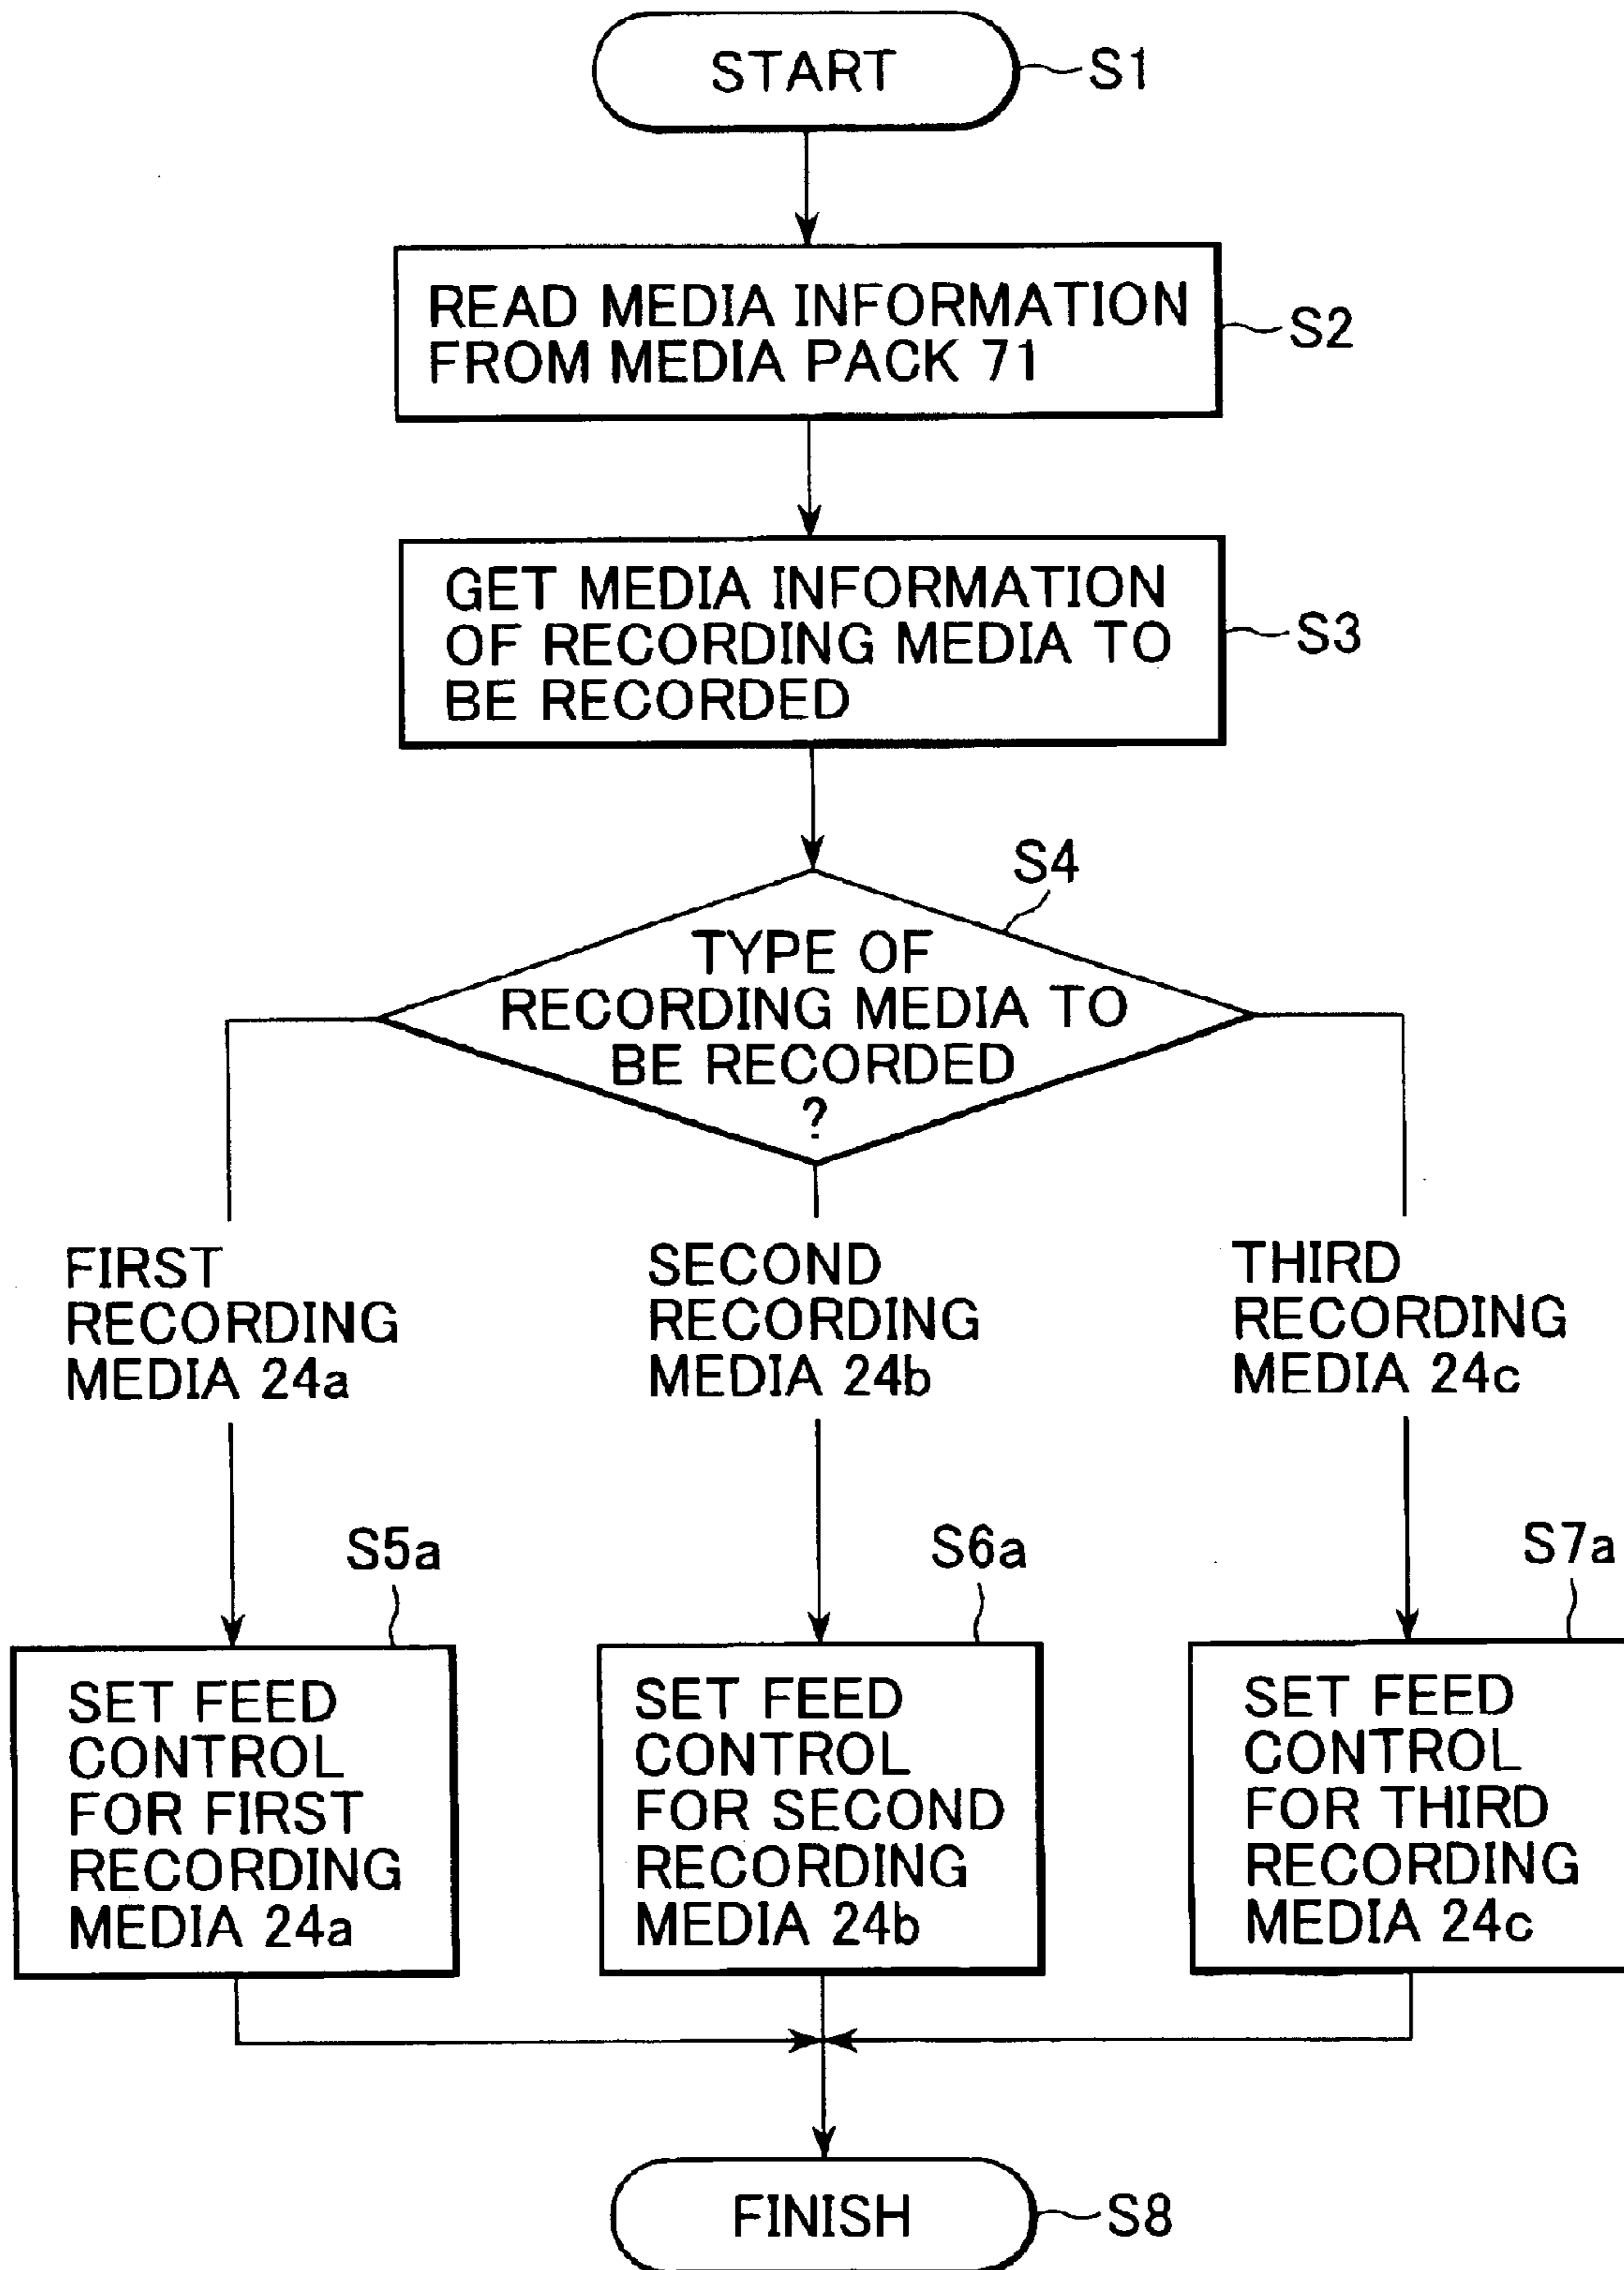 START
S1
READ MEDIA INFORMATION
FROM MEDIA PACK 71
S2
GET MEDIA INFORMATION
OF RECORDING MEDIA TO
BE RECORDED
S3
S4
TYPE OF
RECORDING MEDIA TO
BE RECORDED
?
FIRST
RECORDING
MEDIA 24a
SECOND
RECORDING
MEDIA 24b
THIRD
RECORDING
MEDIA 24c
S5a
SET FEED
CONTROL
FOR FIRST
RECORDING
MEDIA 24a
S6a
SET FEED
CONTROL
FOR SECOND
RECORDING
MEDIA 24b
S7a
SET FEED
CONTROL
FOR THIRD
RECORDING
MEDIA 24c
FINISH
S8